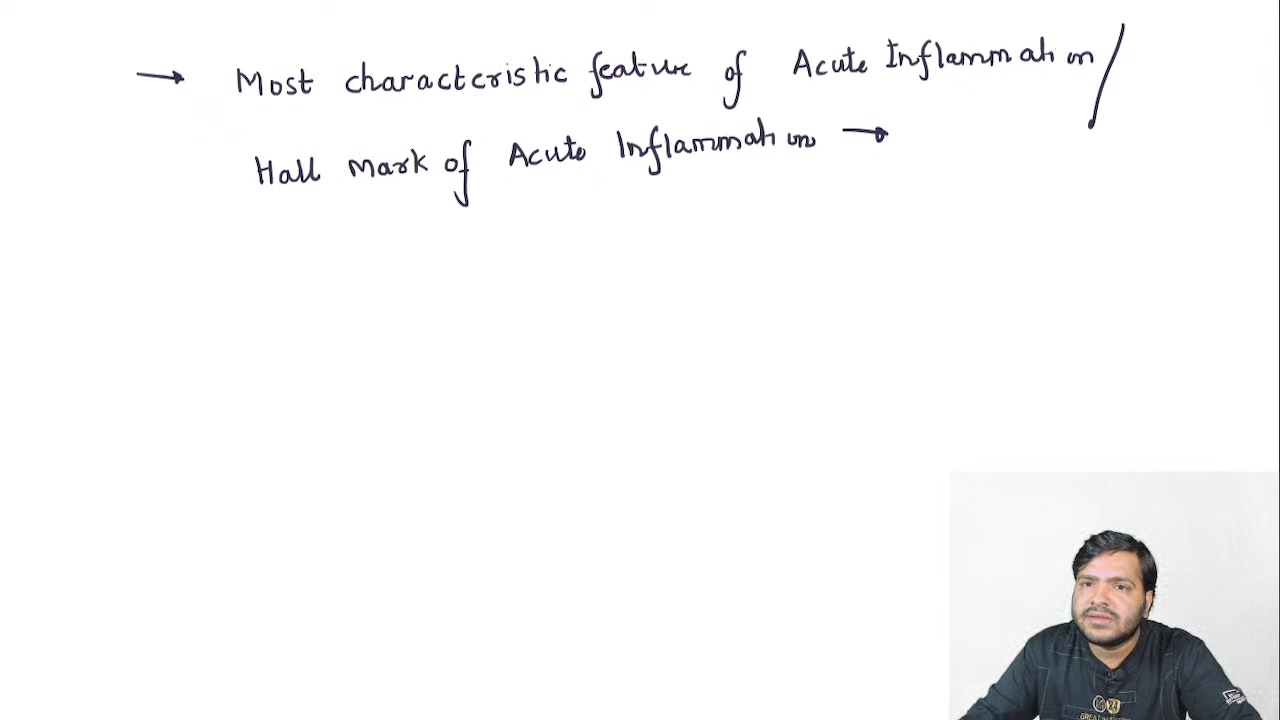 → Most characteristic feature of Acute Inflammation /
Hall mark of Acute Inflammation →